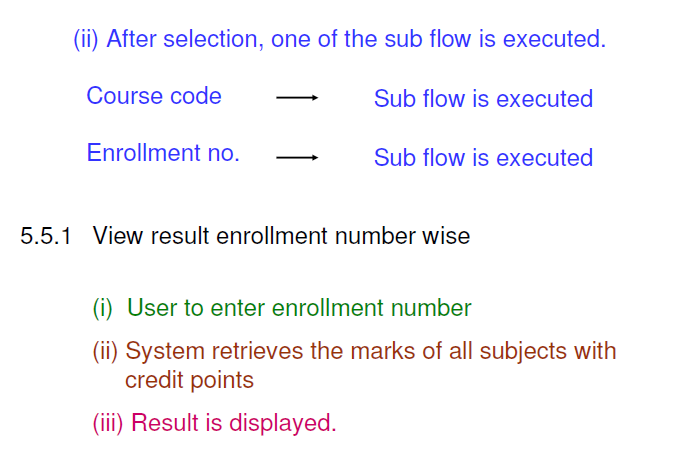 (ii) After selection, one of the sub flow is executed.
Course code → Sub flow is executed
Enrollment no. → Sub flow is executed
5.5.1 View result enrollment number wise
(i) User to enter enrollment number
(ii) System retrieves the marks of all subjects with
credit points
(iii) Result is displayed.